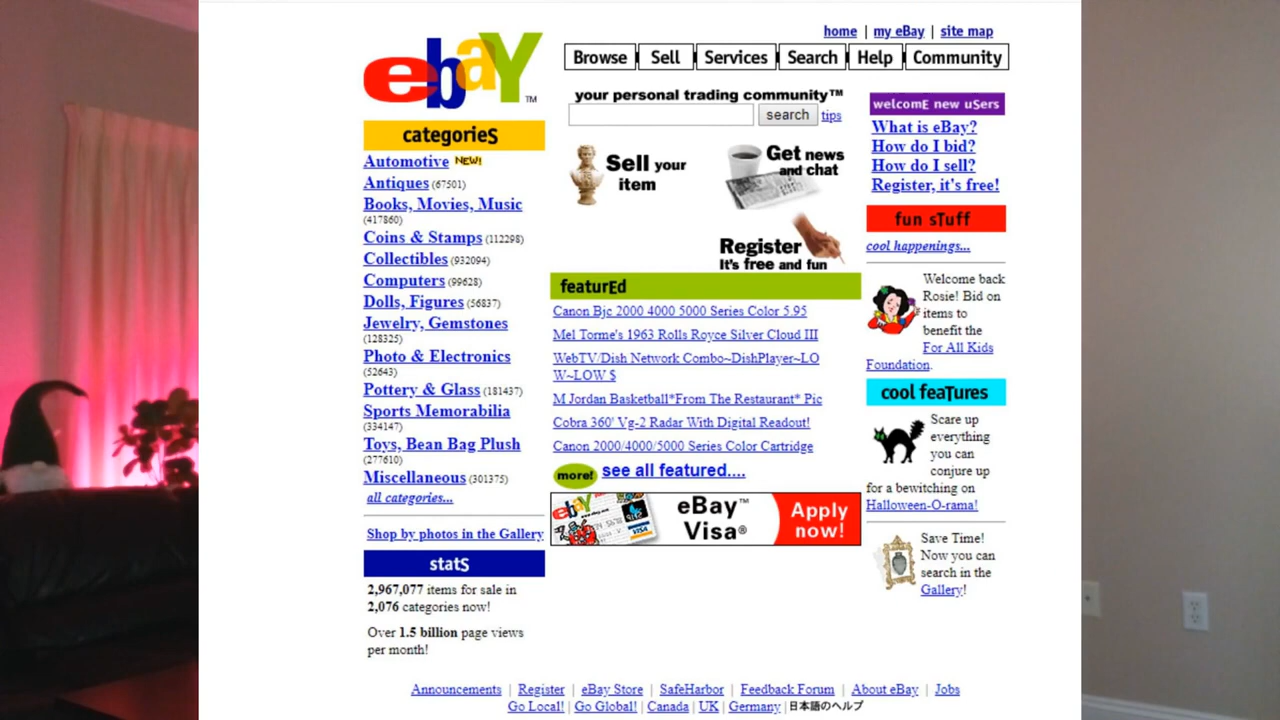 home | my eBay | site map
ebaY™
Browse Sell Services Search Help Community
your personal trading community™
search tips
categorieS
Automotive NEW!
Antiques (67501)
Books, Movies, Music
(417860)
Coins & Stamps (112298)
Collectibles (932094)
Computers (99628)
Dolls, Figures (56837)
Jewelry, Gemstones
(128325)
Photo & Electronics
(52643)
Pottery & Glass (181437)
Sports Memorabilia
(334147)
Toys, Bean Bag Plush
(277610)
Miscellaneous (301375)
all categories...
Shop by photos in the Gallery
statS
2,967,077 items for sale in
2,076 categories now!
Over 1.5 billion page views
per month!
Sell your
item
Get news
and chat
Register
It's free and fun
featurEd
Canon Bjc 2000 4000 5000 Series Color 5.95
Mel Torme's 1963 Rolls Royce Silver Cloud III
WebTV/Dish Network Combo~DishPlayer~LO
W~LOW $
M Jordan Basketball*From The Restaurant* Pic
Cobra 360' Vg-2 Radar With Digital Readout!
Canon 2000/4000/5000 Series Color Cartridge
more! see all featured....
ebaY
VISA
eBay™
Visa®
Apply
now!
welcomE new uSers
What is eBay?
How do I bid?
How do I sell?
Register, it's free!
fun sTuff
cool happenings...
Welcome back
Rosie! Bid on
items to
benefit the
For All Kids
Foundation.
cool feaTures
Scare up
everything
you can
conjure up
for a bewitching on
Halloween-O-rama!
Save Time!
Now you can
search in the
Gallery!
Announcements | Register | eBay Store | SafeHarbor | Feedback Forum | About eBay | Jobs
Go Local! | Go Global! | Canada | UK | Germany | 日本語のヘルプ